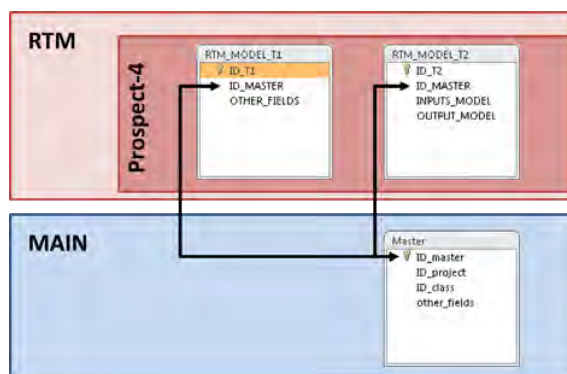 RTM
Prospect-4
RTM_MODEL_T1
ID_T1
ID_MASTER
OTHER_FIELDS
RTM_MODEL_T2
ID_T2
ID_MASTER
INPUTS_MODEL
OUTPUT_MODEL
MAIN
Master
ID_master
ID_project
ID_class
other_fields